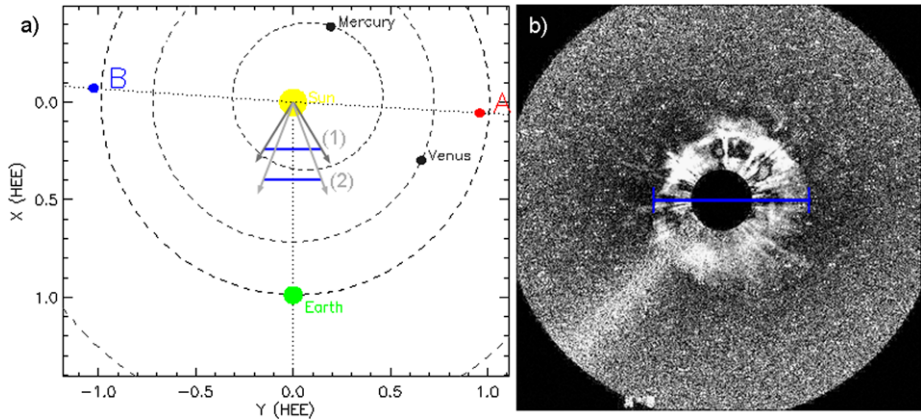 a)
Mercury
B
Sun
A
(1)
Venus
(2)
Earth
X (HEE)
0.0
0.5
1.0
-1.0
-0.5
0.0
0.5
1.0
Y (HEE)
b)